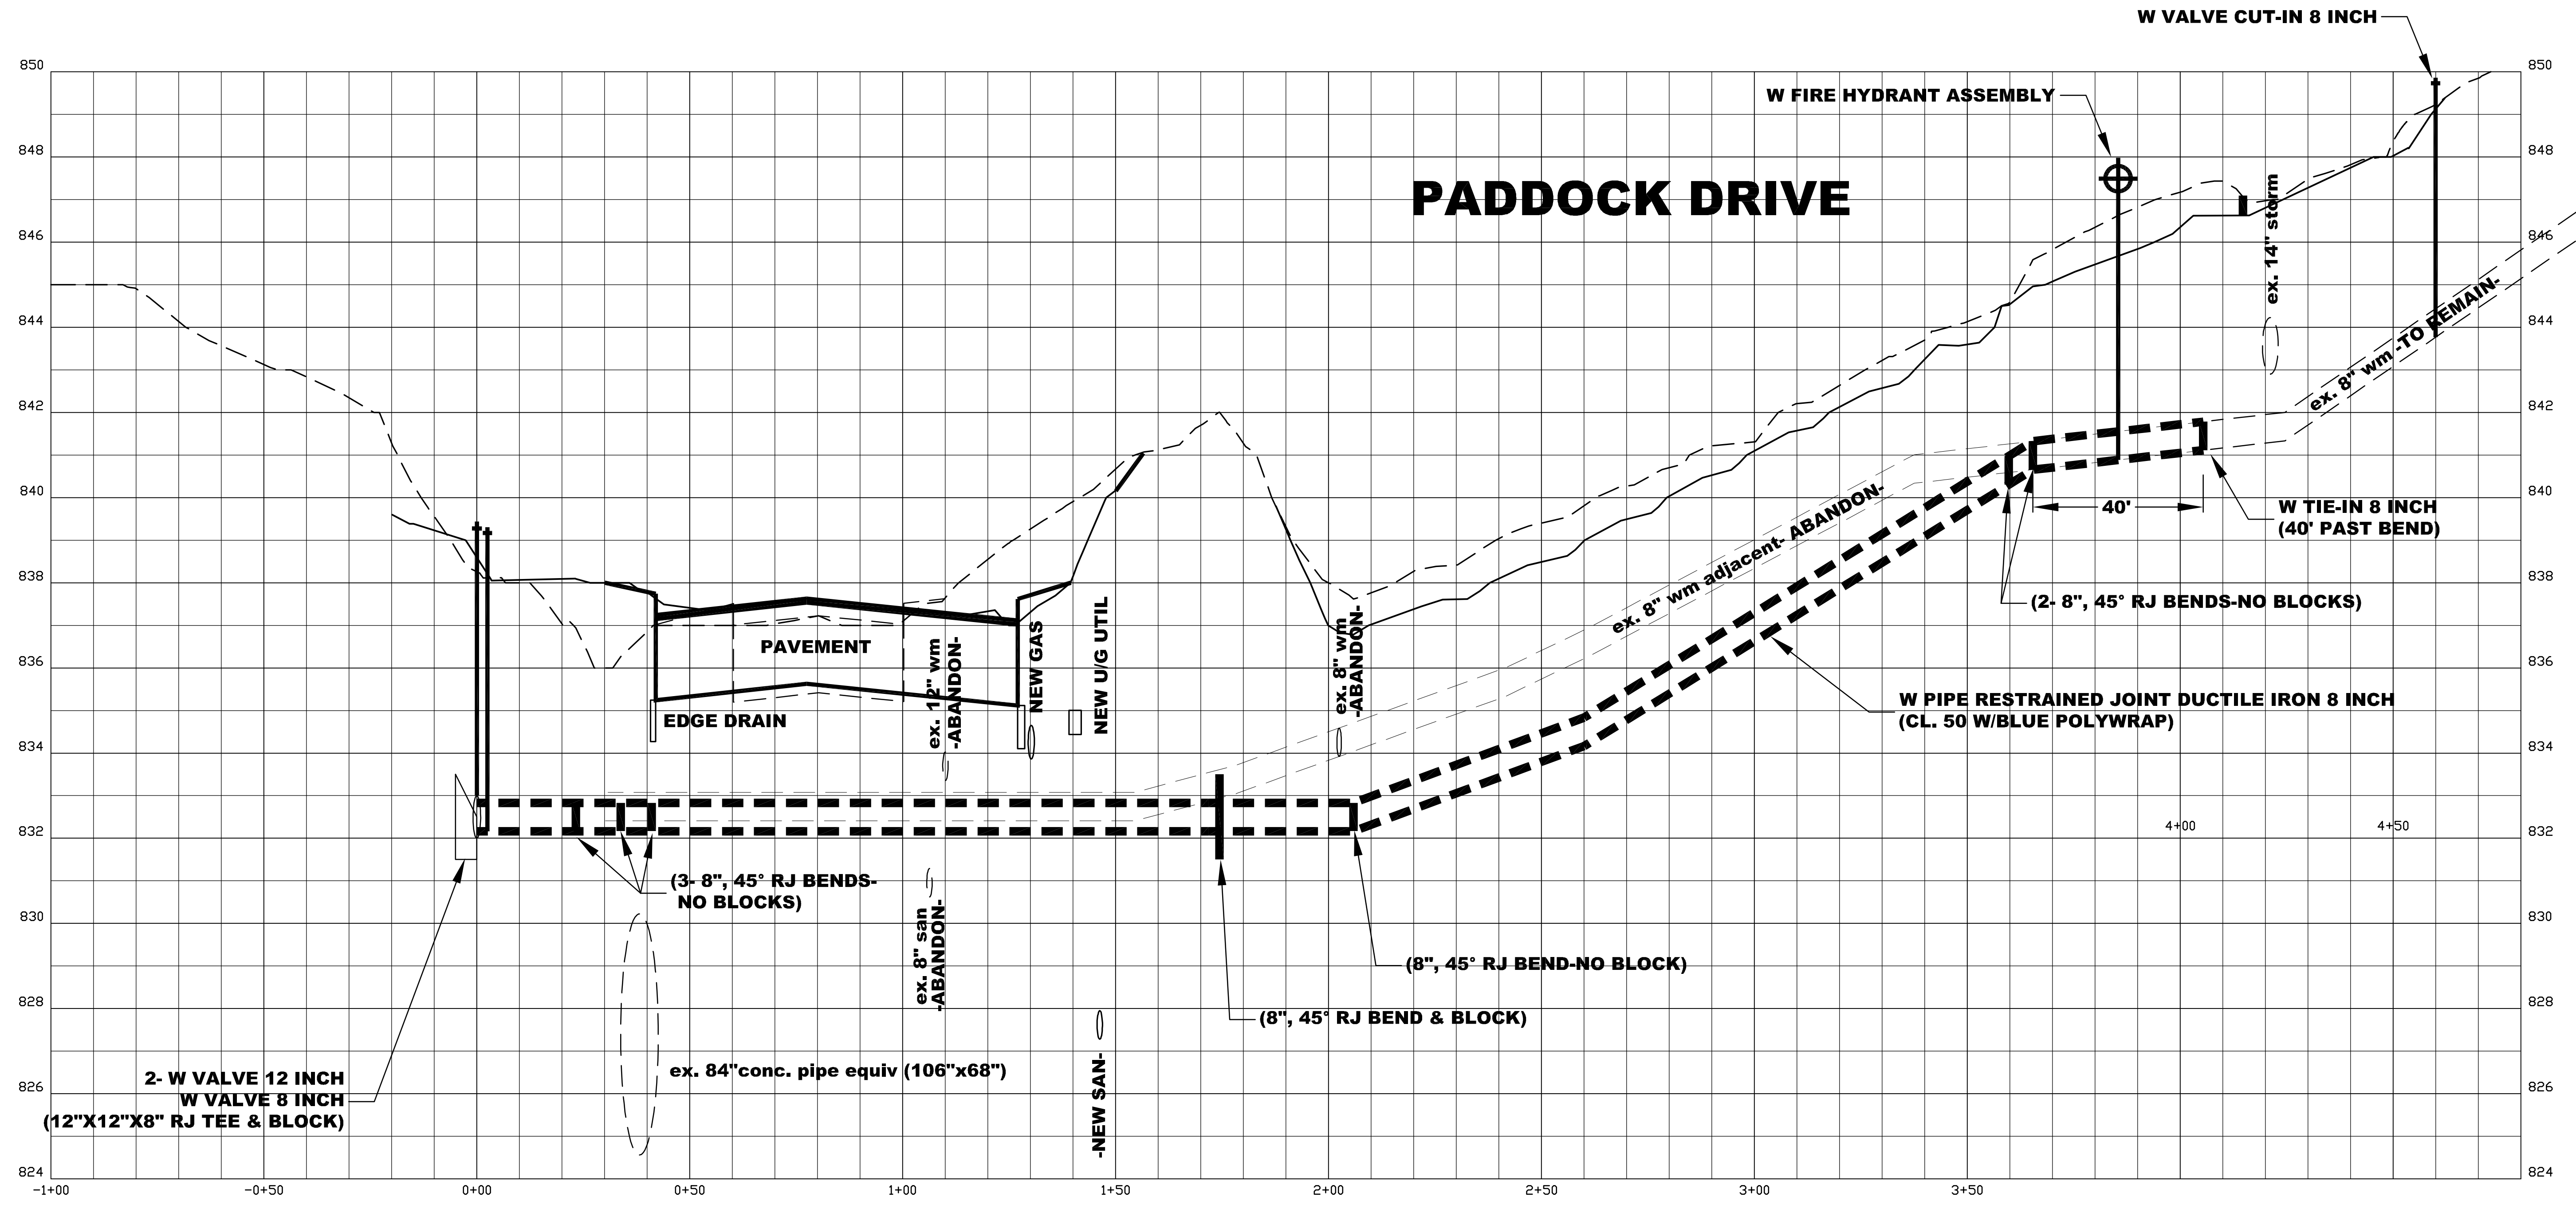 W VALVE CUT-IN 8 INCH
850
850
W FIRE HYDRANT ASSEMBLY
848
848
PADDOCK DRIVE
ex. 14" storm
846
846
844
844
ex. 8" wm -TO REMAIN-
842
842
840
840
W TIE-IN 8 INCH
(40' PAST BEND)
40'
ex. 8" wm adjacent- ABANDON-
838
838
(2- 8", 45° RJ BENDS-NO BLOCKS)
PAVEMENT
ex. 12" wm
-ABANDON-
NEW GAS
NEW U/G UTIL
ex. 8" wm
-ABANDON-
836
836
W PIPE RESTRAINED JOINT DUCTILE IRON 8 INCH
(CL. 50 W/BLUE POLYWRAP)
EDGE DRAIN
834
834
832
832
4+00
4+50
(3- 8", 45° RJ BENDS-
NO BLOCKS)
830
830
ex. 8" san
-ABANDON-
(8", 45° RJ BEND-NO BLOCK)
828
828
(8", 45° RJ BEND & BLOCK)
ex. 84"conc. pipe equiv (106"x68")
-NEW SAN-
2- W VALVE 12 INCH
W VALVE 8 INCH
(12"X12"X8" RJ TEE & BLOCK)
826
826
824
824
-1+00
-0+50
0+00
0+50
1+00
1+50
2+00
2+50
3+00
3+50